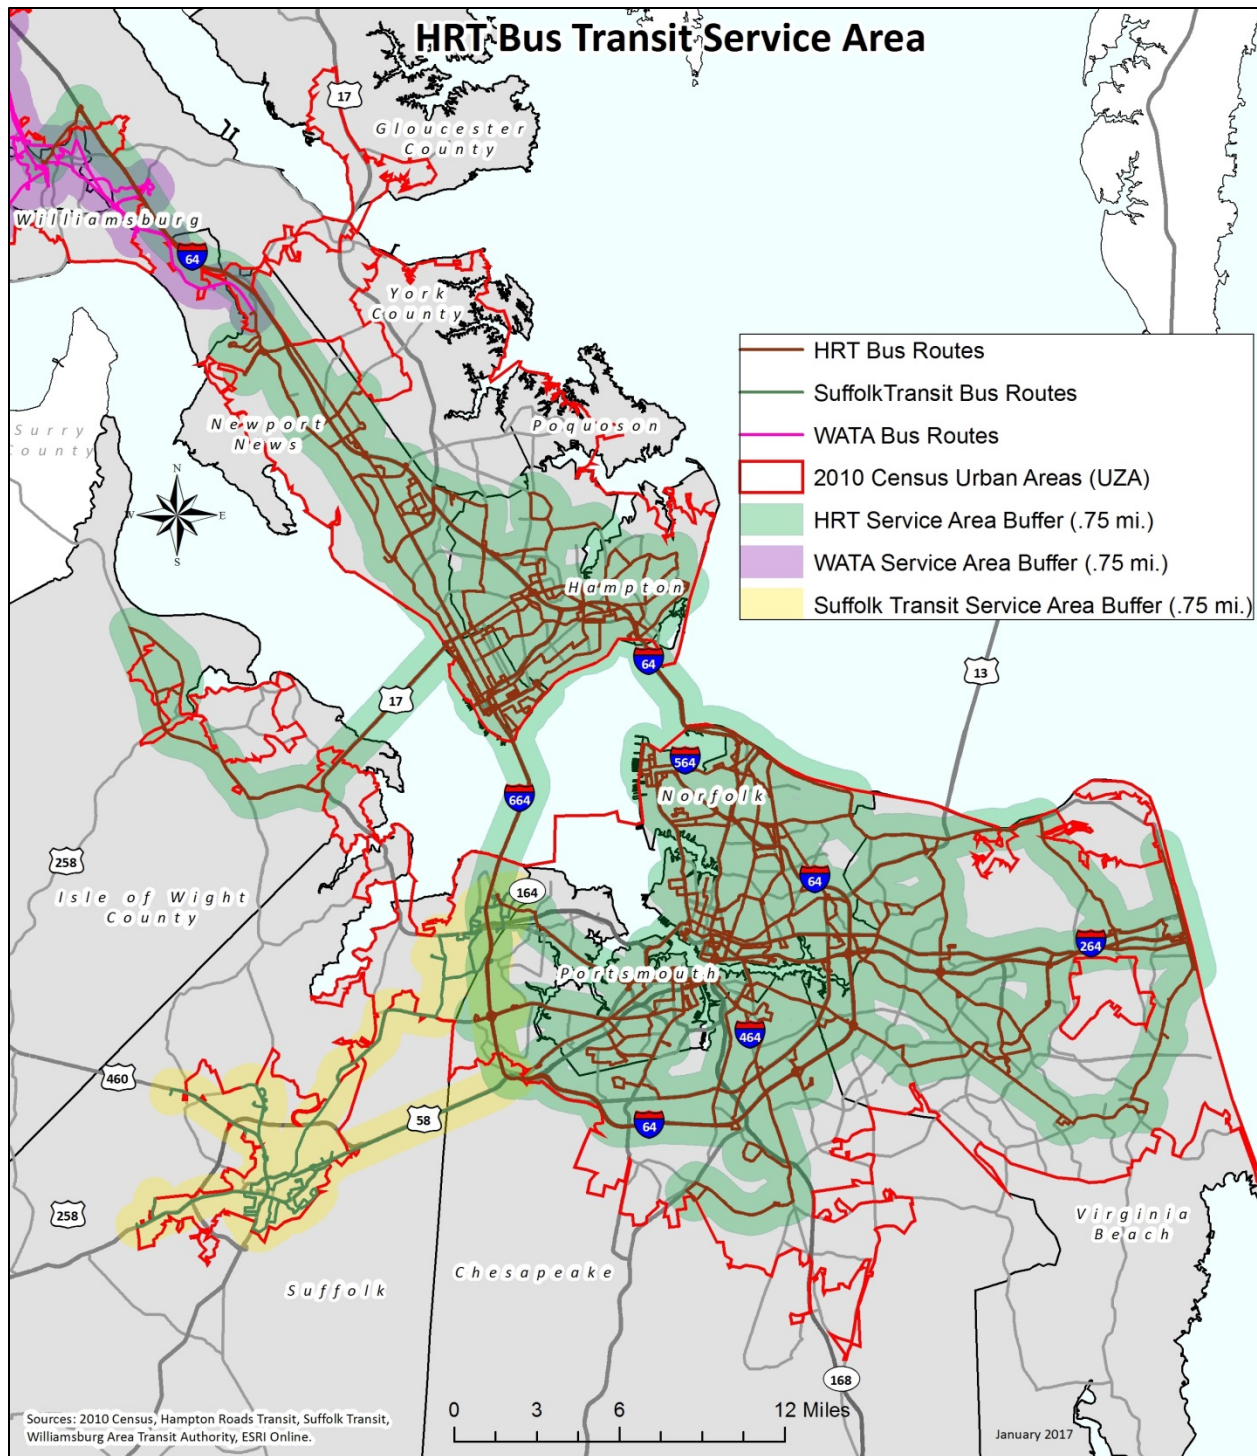 HRT Bus Transit Service Area
17
Gloucester
County
Williamsburg
64
York
County
HRT Bus Routes
SuffolkTransit Bus Routes
WATA Bus Routes
2010 Census Urban Areas (UZA)
HRT Service Area Buffer (.75 mi.)
WATA Service Area Buffer (.75 mi.)
Suffolk Transit Service Area Buffer (.75 mi.)
Newport
News
Poquoson
Surry
County
N
W
E
S
Hampton
64
13
17
564
664
Norfolk
258
64
Isle of Wight
County
164
264
Portsmouth
464
460
58
64
258
Virginia
Beach
Chesapeake
Suffolk
168
0
3
6
12 Miles
Sources: 2010 Census, Hampton Roads Transit, Suffolk Transit,
Williamsburg Area Transit Authority, ESRI Online.
January 2017